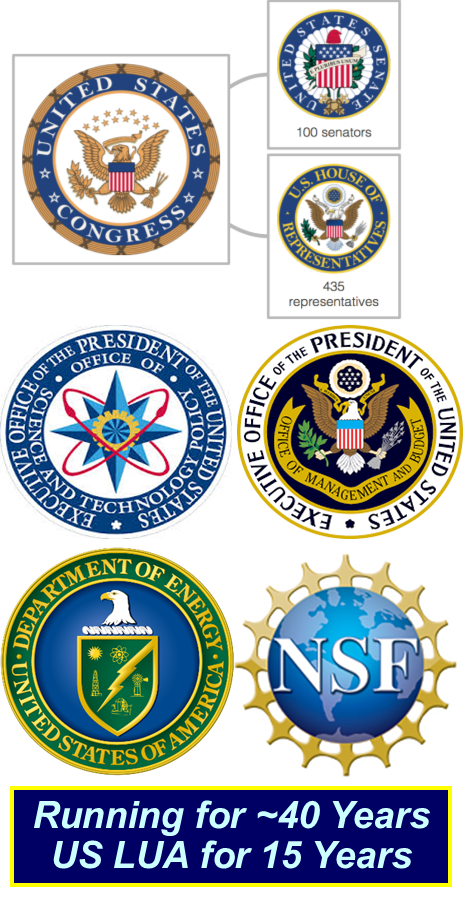 UNITED STATES
CONGRESS
UNITED STATES SENATE
E PLURIBUS UNUM
100 senators
U.S. HOUSE OF
REPRESENTATIVES
435
representatives
EXECUTIVE OFFICE OF THE PRESIDENT OF THE UNITED STATES
OFFICE OF
SCIENCE AND TECHNOLOGY POLICY
EXECUTIVE OFFICE OF THE PRESIDENT OF THE UNITED STATES
OFFICE OF MANAGEMENT AND BUDGET
DEPARTMENT OF ENERGY
UNITED STATES OF AMERICA
NSF
Running for ~40 Years
US LUA for 15 Years